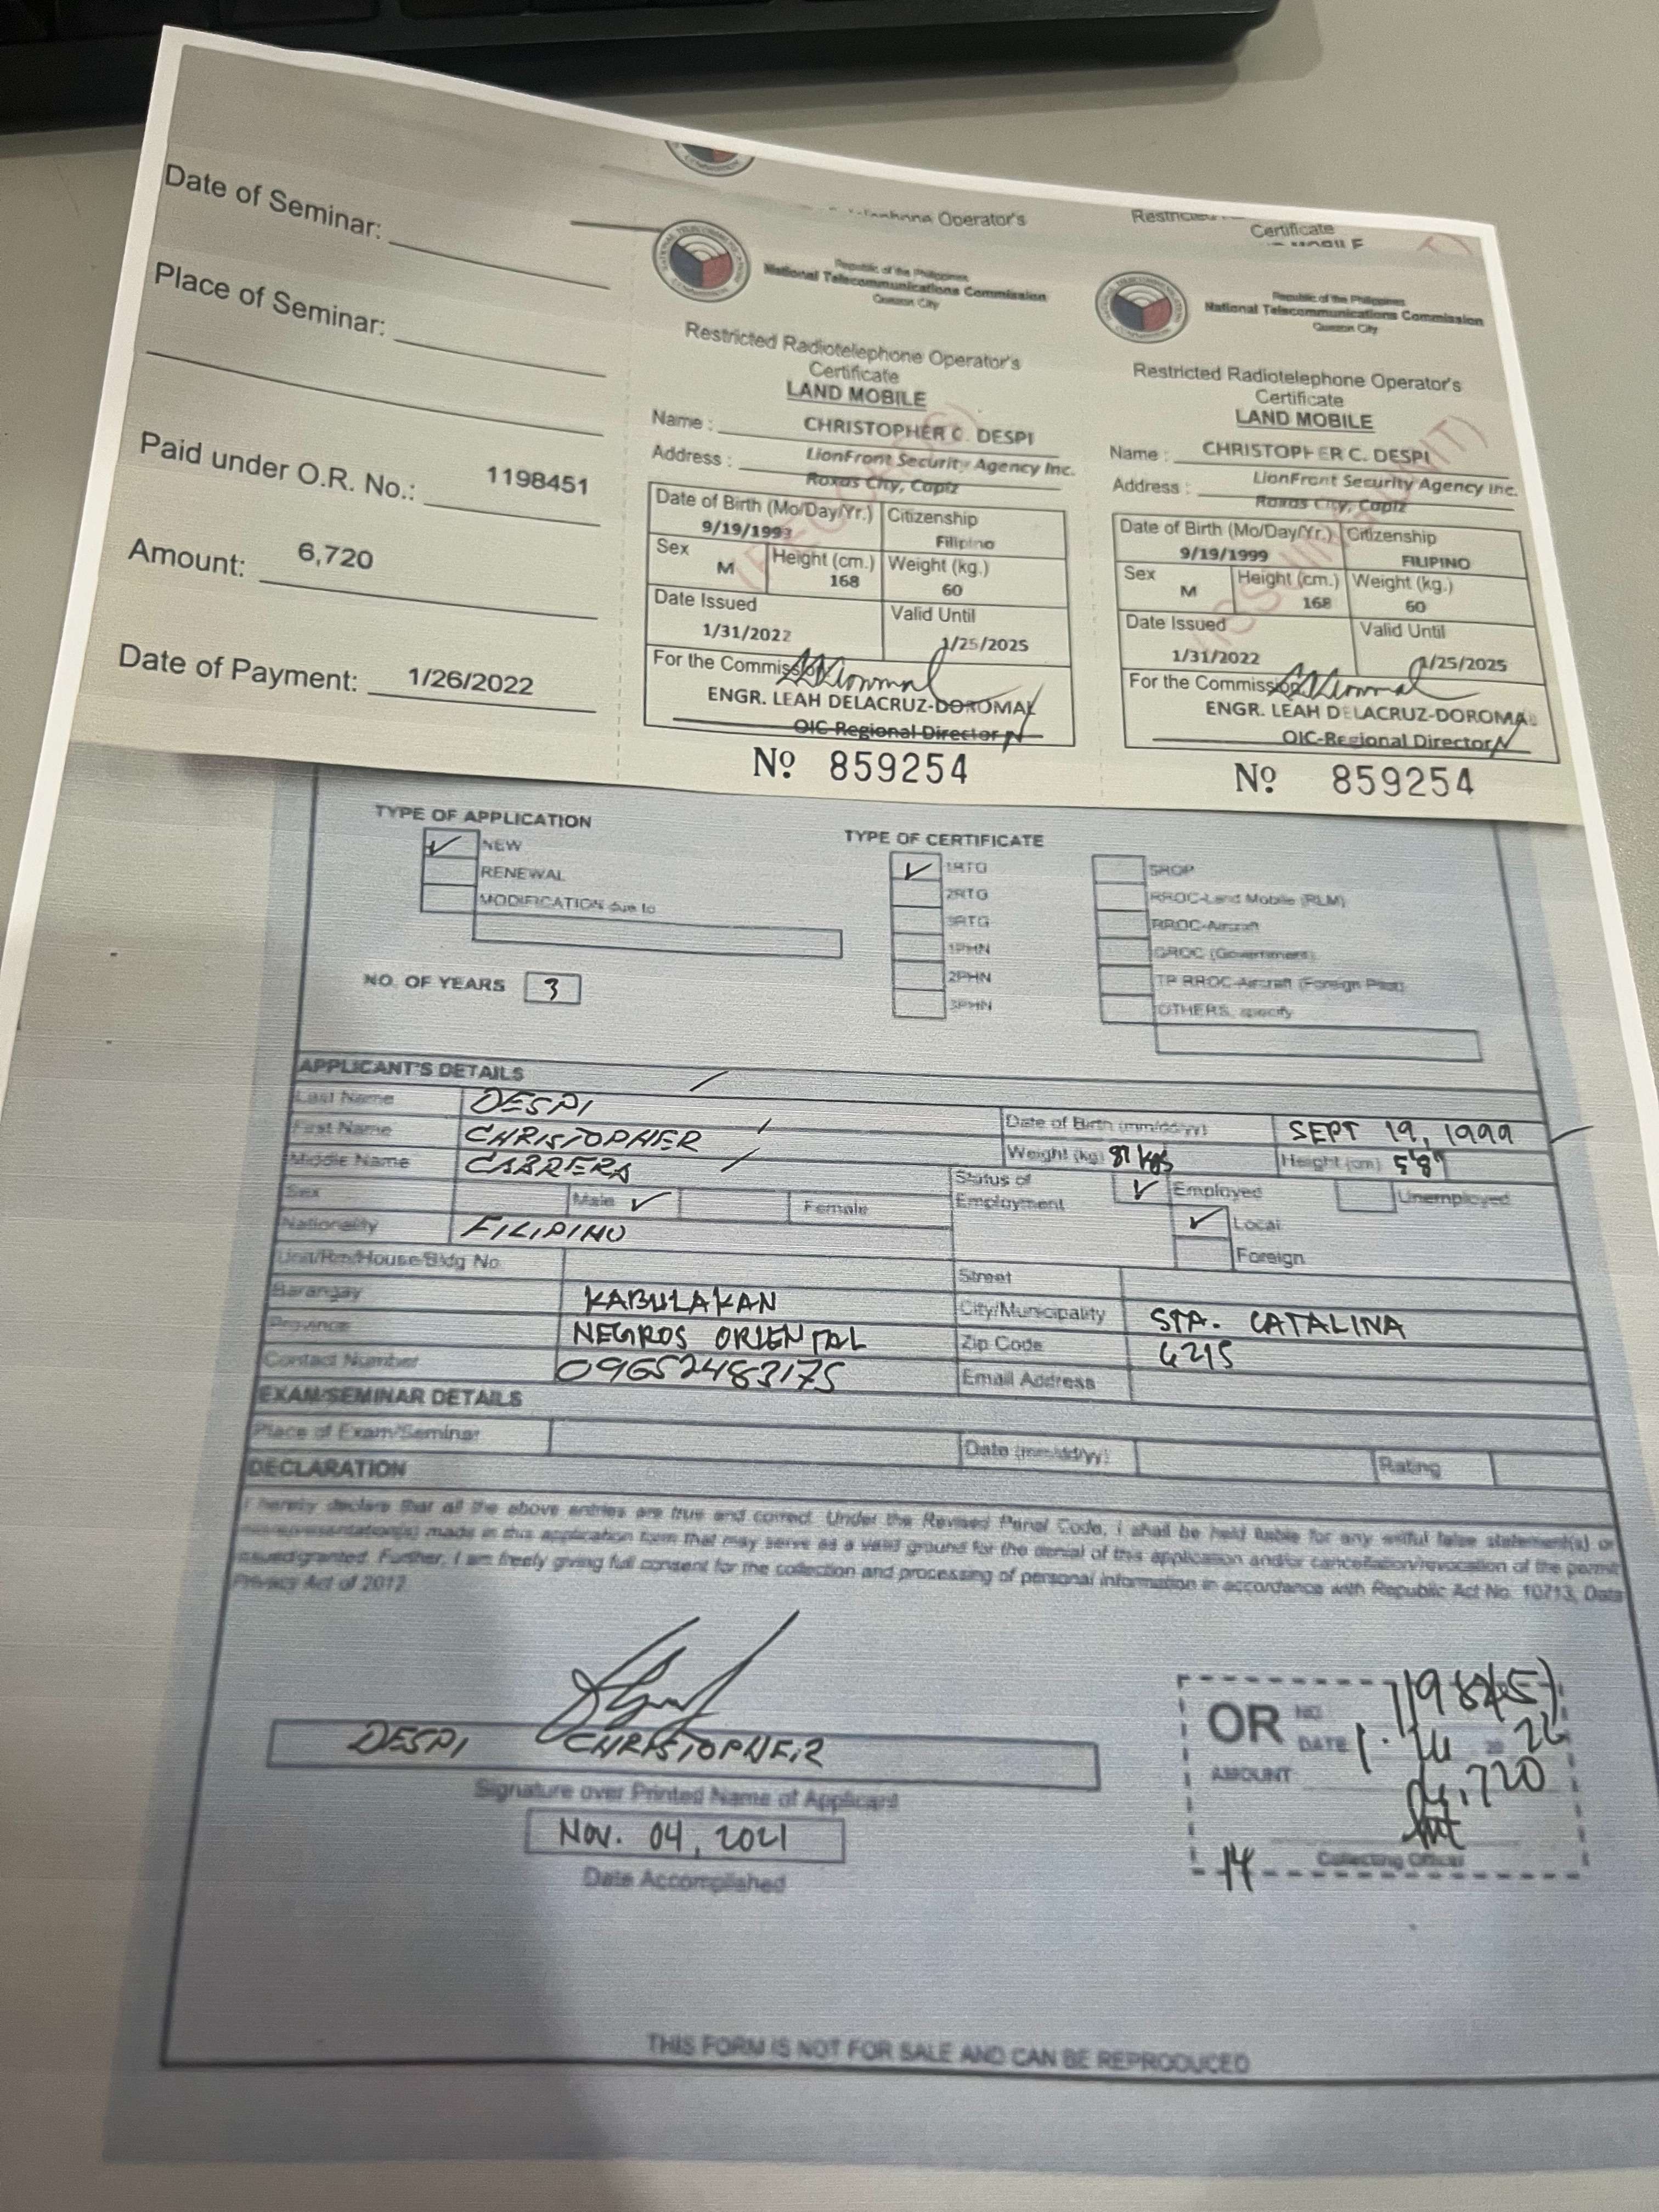 Date of Seminar:
Place of Seminar:
Paid under O.R. No.: 1198451
Amount: 6,720
Date of Payment: 1/26/2022
Operator's
Republic of the Philippines
National Telecommunications Commission
Quezon City
Restricted Radiotelephone Operator's
Certificate
LAND MOBILE
Name : CHRISTOPHER C. DESPI
Address : LionFront Security Agency Inc.
Roxas City, Capiz
Date of Birth (Mo/Day/Yr.) Citizenship
9/19/1999 Filipino
Sex Height (cm.) Weight (kg.)
M 168 60
Date Issued Valid Until
1/31/2022 1/25/2025
For the Commission
ENGR. LEAH DELACRUZ-DOROMAL
OIC-Regional Director
Nº 859254
Certificate
Republic of the Philippines
National Telecommunications Commission
Quezon City
Restricted Radiotelephone Operator's
Certificate
LAND MOBILE
Name : CHRISTOPHER C. DESPI
Address : LionFront Security Agency Inc.
Roxas City, Capiz
Date of Birth (Mo/Day/Yr.) Citizenship
9/19/1999 FILIPINO
Sex Height (cm.) Weight (kg.)
M 168 60
Date Issued Valid Until
1/31/2022 1/25/2025
For the Commission
ENGR. LEAH DELACRUZ-DOROMAL
OIC-Regional Director
Nº 859254
TYPE OF APPLICATION
NEW
RENEWAL
MODIFICATION due to
NO. OF YEARS 3
TYPE OF CERTIFICATE
1RTG
2RTG
3RTG
1PHN
2PHN
3PHN
SROP
RROC-Land Mobile (RLM)
RROC-Aircraft
GROC (Government)
TP RROC-Aircraft (Foreign Pilot)
OTHERS, specify
APPLICANT'S DETAILS
Last Name DESPI
First Name CHRISTOPHER
Middle Name CABRERA
Date of Birth (mm/dd/yy) SEPT 19, 1999
Weight (kg) 81 kgs Height (cm) 5'8"
Sex Male Female
Status of Employment Employed Unemployed
Local
Foreign
Nationality FILIPINO
Unit/Rm/House/Bldg No. Street
Barangay KABULAKAN City/Municipality STA. CATALINA
Province NEGROS ORIENTAL Zip Code 6215
Contact Number 09652483175 Email Address
EXAM/SEMINAR DETAILS
Place of Exam/Seminar Date (mm/dd/yy) Rating
DECLARATION
I hereby declare that all the above entries are true and correct. Under the Revised Penal Code, I shall be held liable for any willful false statement(s) or
misrepresentation(s) made in this application form that may serve as a valid ground for the denial of this application and/or cancellation/revocation of the permit
issued/granted. Further, I am freely giving full consent for the collection and processing of personal information in accordance with Republic Act No. 10713, Data
Privacy Act of 2012.
DESPI CHRISTOPHER
Signature over Printed Name of Applicant
Nov. 04, 2021
Date Accomplished
OR NO.
DATE
AMOUNT
Collecting Officer
THIS FORM IS NOT FOR SALE AND CAN BE REPRODUCED